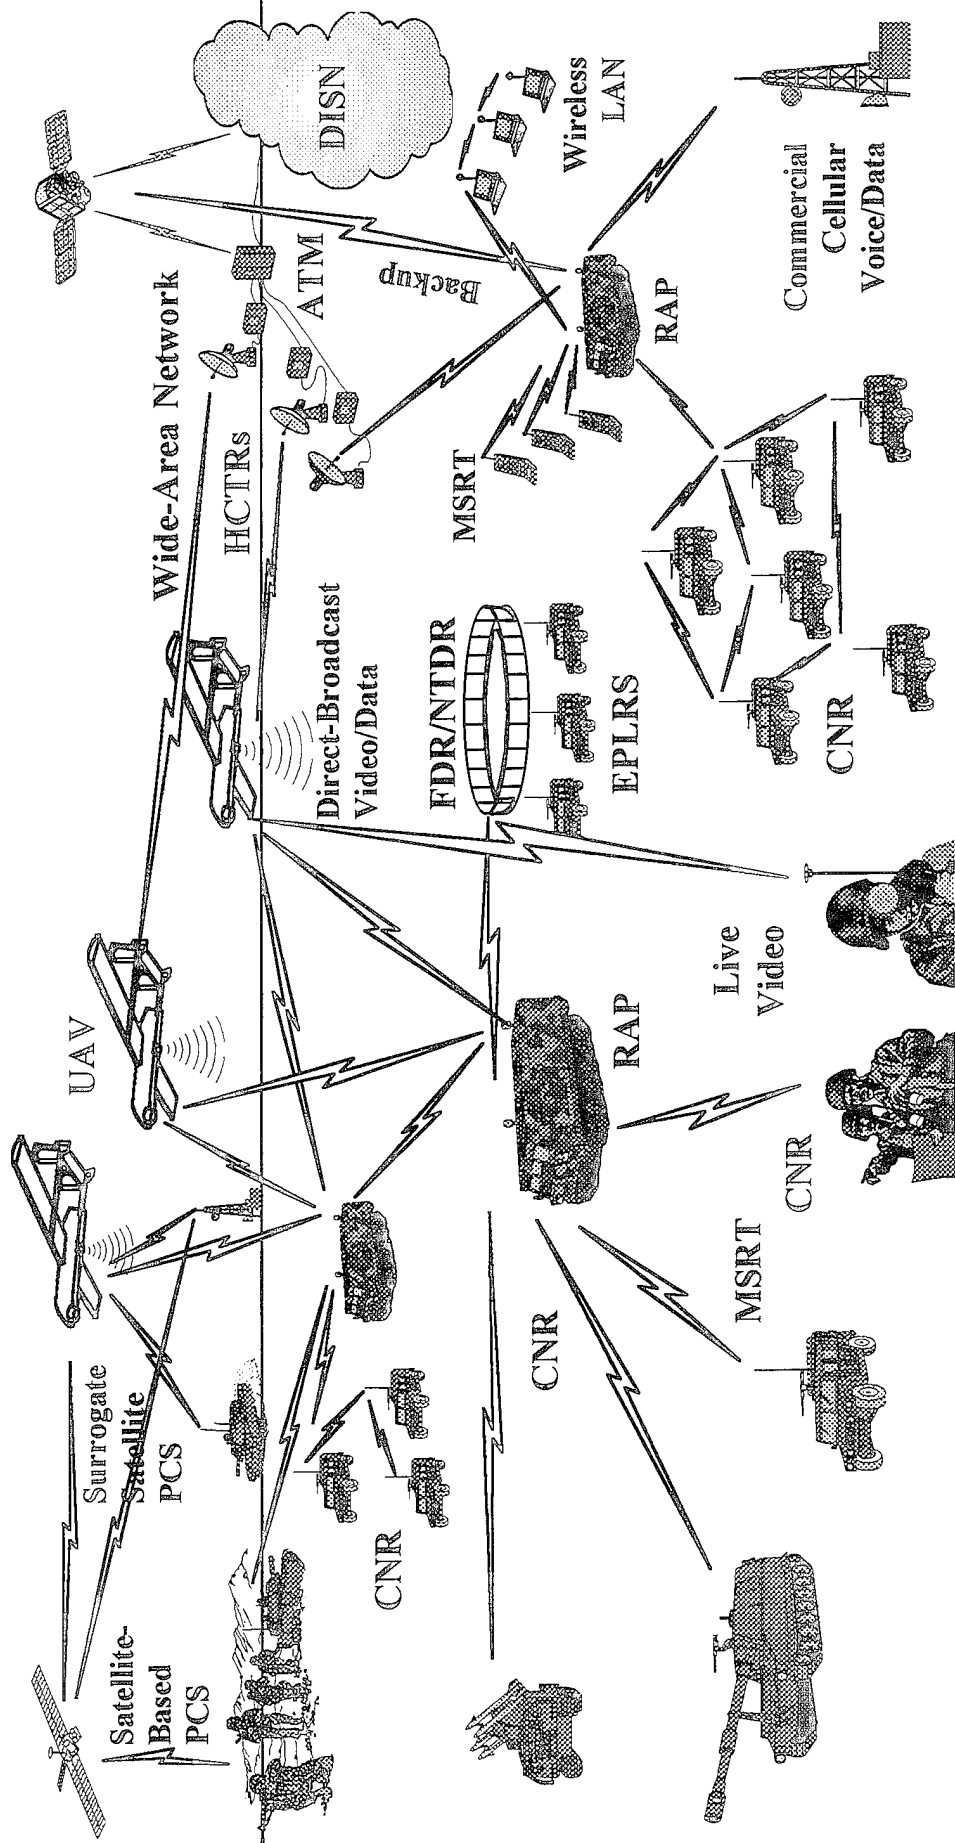 Satellite-
Based
PCS
Surrogate
Satellite
PCS
UAV
Wide-Area Network
HCTRs
ATM
DISN
Direct-Broadcast
Video/Data
Backup
Wireless
LAN
CNR
FDR/NTDR
EPLRS
MSRT
RAP
CNR
RAP
MSRT
CNR
Live
Video
CNR
Commercial
Cellular
Voice/Data